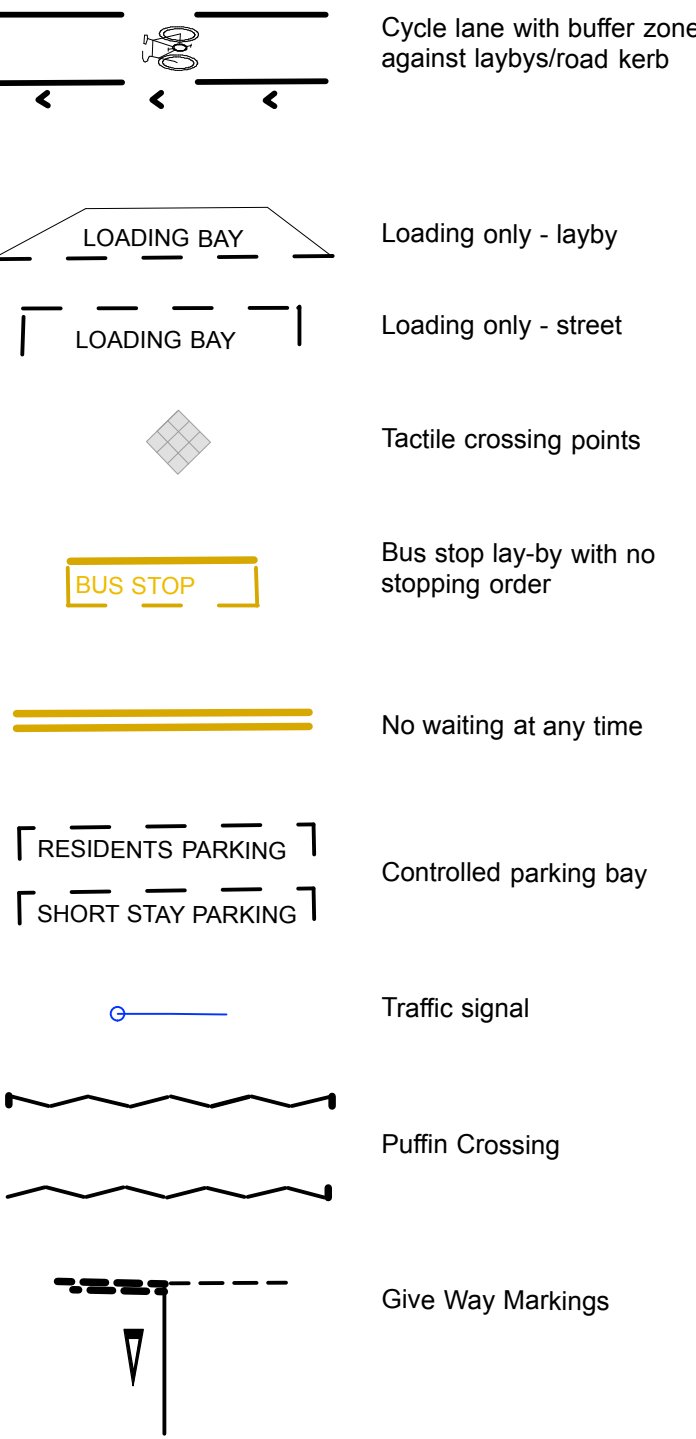 Cycle lane with buffer zone
against laybys/road kerb
LOADING BAY
Loading only - layby
LOADING BAY
Loading only - street
Tactile crossing points
BUS STOP
Bus stop lay-by with no
stopping order
No waiting at any time
RESIDENTS PARKING
SHORT STAY PARKING
Controlled parking bay
Traffic signal
Puffin Crossing
Give Way Markings